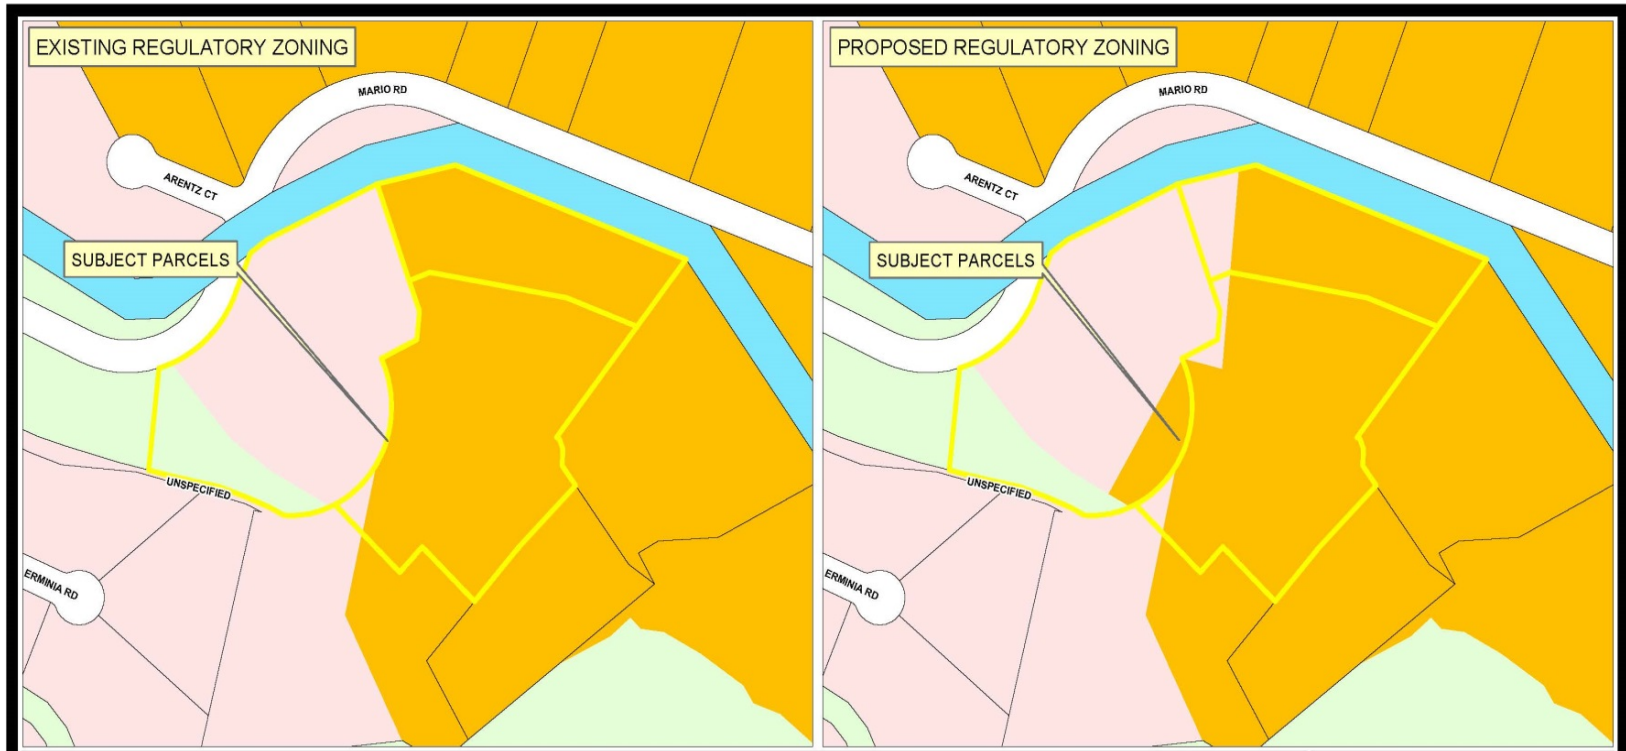 EXISTING REGULATORY ZONING
MARIO RD
ARENTZ CT
SUBJECT PARCELS
UNSPECIFIED
ERMINIA RD
PROPOSED REGULATORY ZONING
MARIO RD
ARENTZ CT
SUBJECT PARCELS
UNSPECIFIED
ERMINIA RD